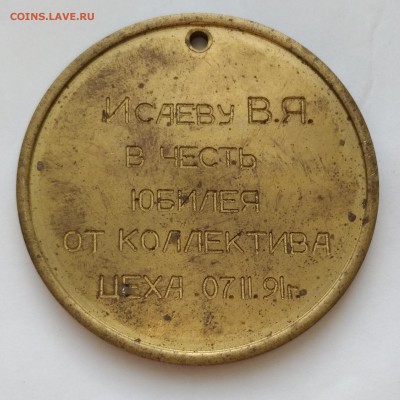 COINS.LAVE.RU
ИСАЕВУ В.Я.
В ЧЕСТЬ
ЮБИЛЕЯ
ОТ КОЛЛЕКТИВА
ЦЕХА 07.11.91г.